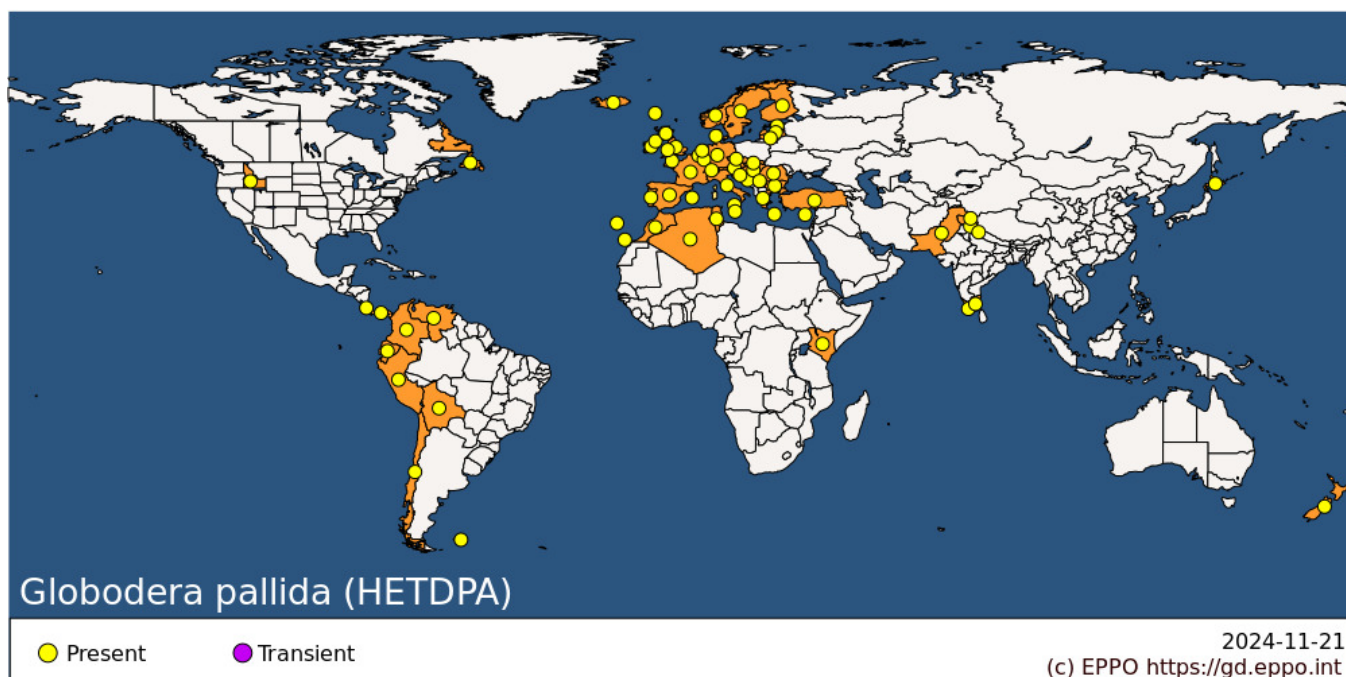 Globodera pallida (HETDPA)
Present
Transient
2024-11-21
(c) EPPO https://gd.eppo.int